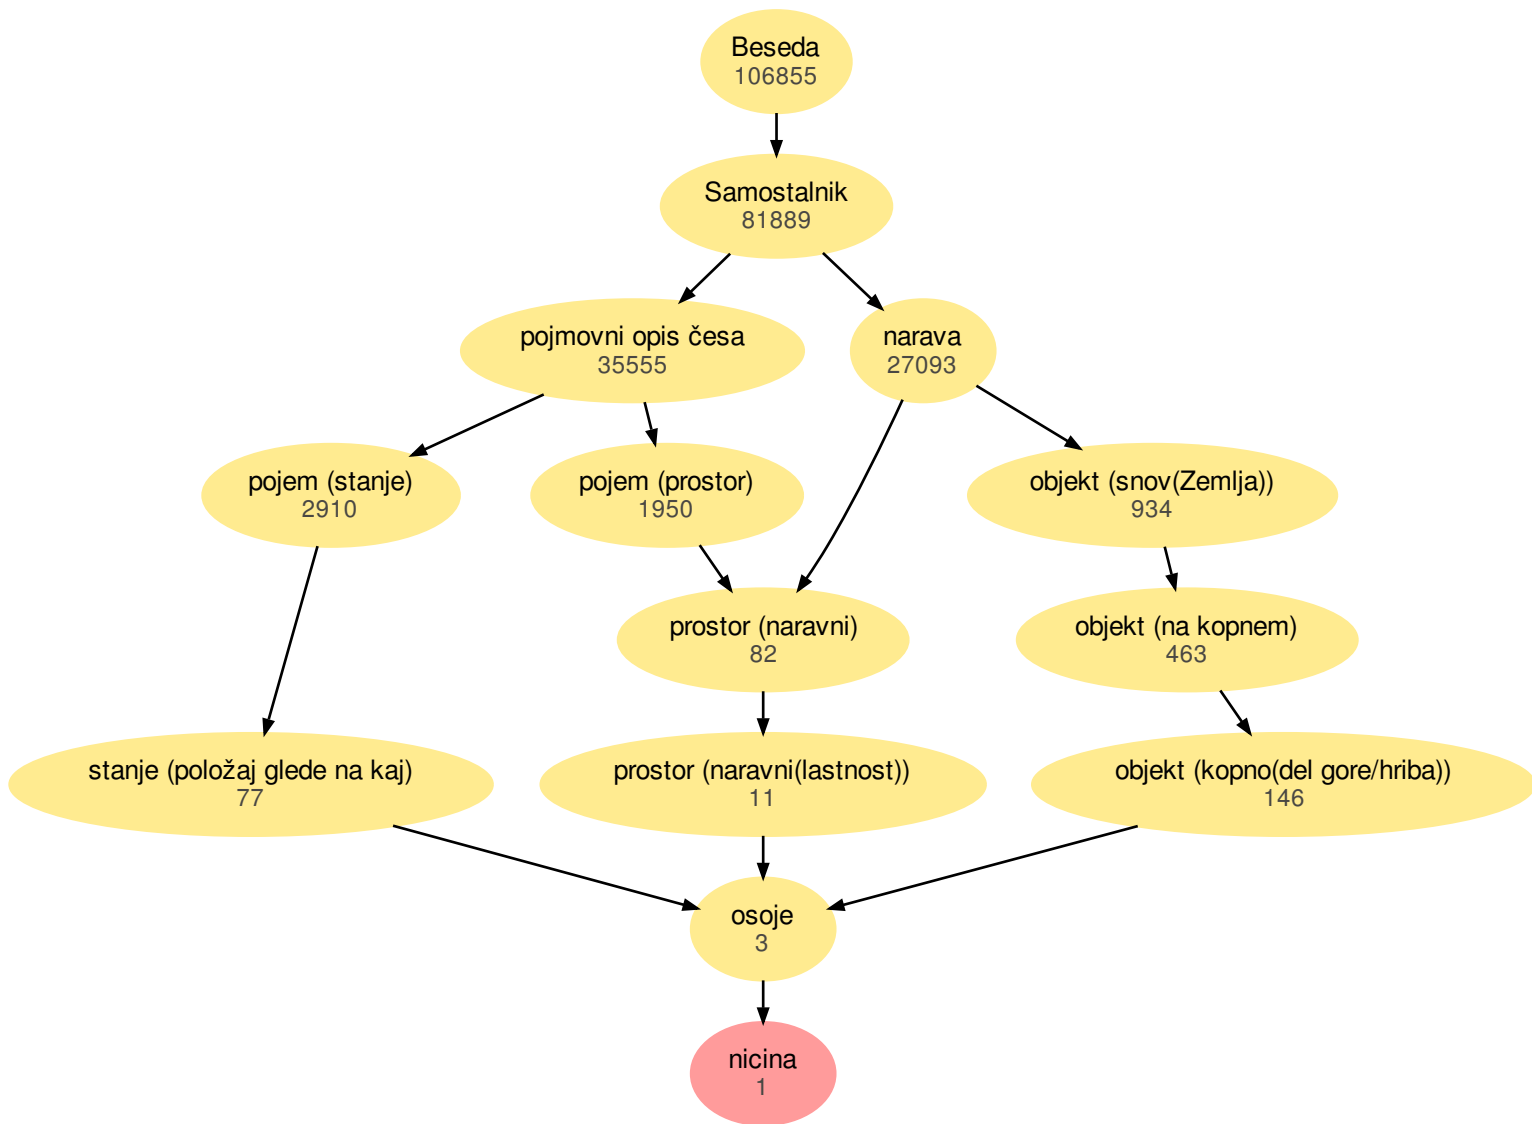 Beseda
106855
Samostalnik
81889
pojmovni opis česa
35555
narava
27093
pojem (stanje)
2910
pojem (prostor)
1950
objekt (snov(Zemlja))
934
prostor (naravni)
82
objekt (na kopnem)
463
stanje (položaj glede na kaj)
77
prostor (naravni(lastnost))
11
objekt (kopno(del gore/hriba))
146
osoje
3
nicina
1